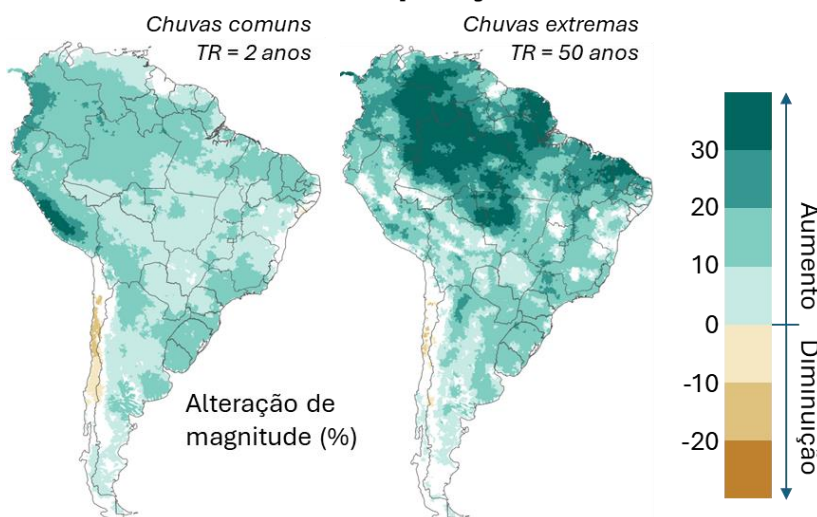 Chuvas comuns
TR = 2 anos
Chuvas extremas
TR = 50 anos
Alteração de
magnitude (%)
30
20
10
0
-10
-20
Aumento
Diminuição